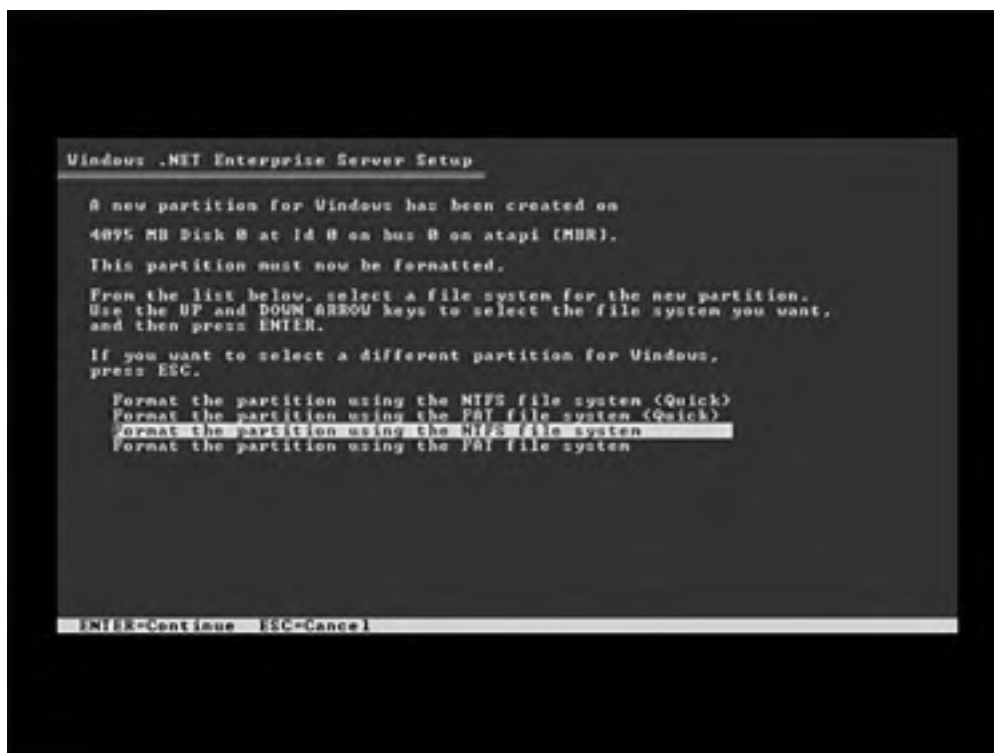 Windows .NET Enterprise Server Setup
A new partition for Windows has been created on
4095 MB Disk 0 at Id 0 on bus 0 on atapi [MBR].
This partition must now be formatted.
From the list below, select a file system for the new partition.
Use the UP and DOWN ARROW keys to select the file system you want,
and then press ENTER.
If you want to select a different partition for Windows,
press ESC.
Format the partition using the NTFS file system (Quick)
Format the partition using the FAT file system (Quick)
Format the partition using the NTFS file system
Format the partition using the FAT file system
ENTER=Continue ESC=Cancel